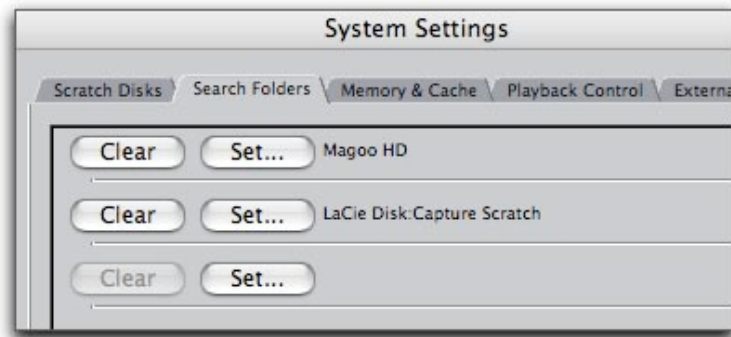 System Settings
Scratch Disks Search Folders Memory & Cache Playback Control Externa
Clear Set... Magoo HD
Clear Set... LaCie Disk:Capture Scratch
Clear Set...